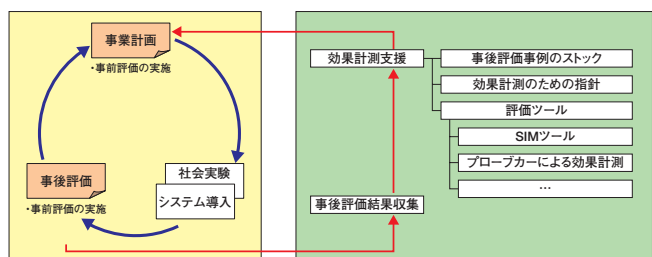 事業計画
・事前評価の実施
社会実験
システム導入
事後評価
・事前評価の実施
効果計測支援
事後評価事例のストック
効果計測のための指針
評価ツール
SIMツール
プローブカーによる効果計測
…
事後評価結果収集